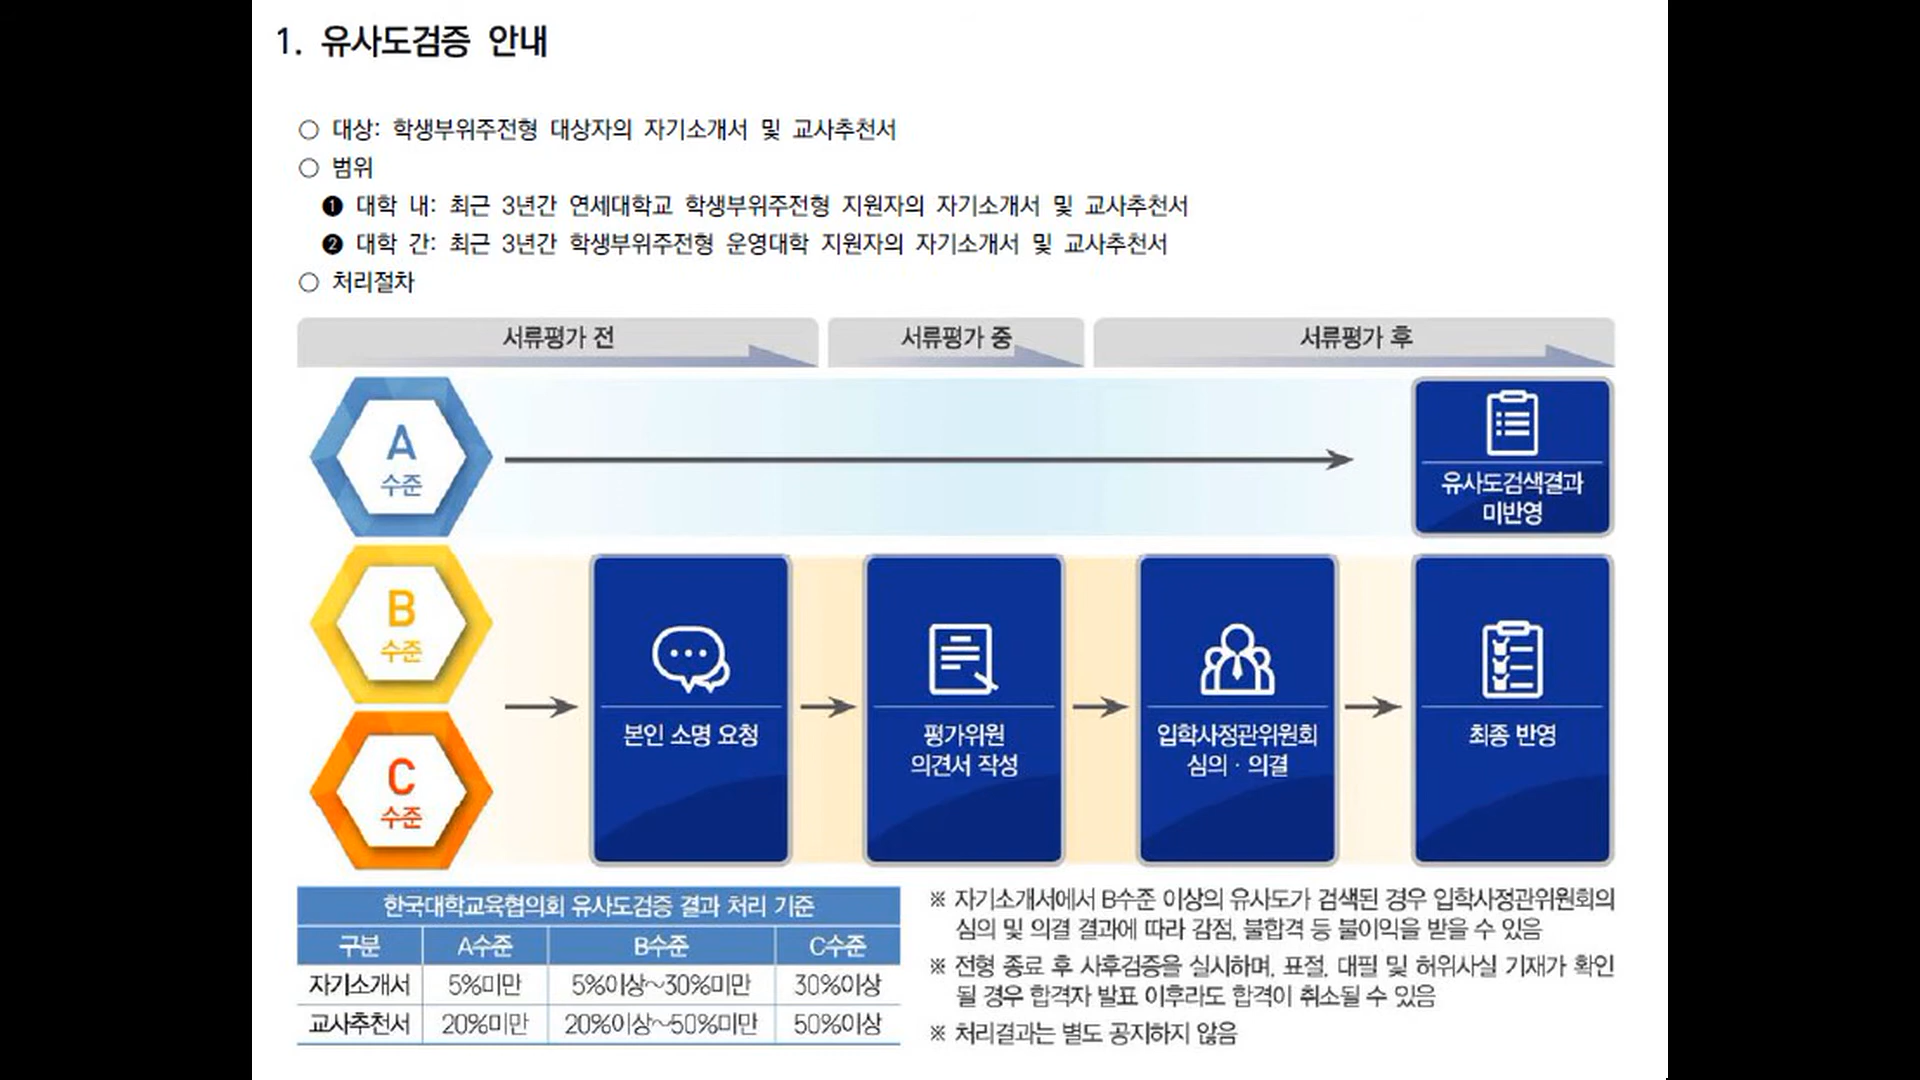 1. 유사도검증 안내
○ 대상: 학생부위주전형 대상자의 자기소개서 및 교사추천서
○ 범위
❶ 대학 내: 최근 3년간 연세대학교 학생부위주전형 지원자의 자기소개서 및 교사추천서
❷ 대학 간: 최근 3년간 학생부위주전형 운영대학 지원자의 자기소개서 및 교사추천서
○ 처리절차
서류평가 전 서류평가 중 서류평가 후
A
수준
유사도검색결과
미반영
B
수준
C
수준
본인 소명 요청
평가위원
의견서 작성
입학사정관위원회
심의·의결
최종 반영
한국대학교육협의회 유사도검증 결과 처리 기준
구분 A수준 B수준 C수준
자기소개서 5%미만 5%이상~30%미만 30%이상
교사추천서 20%미만 20%이상~50%미만 50%이상
※ 자기소개서에서 B수준 이상의 유사도가 검색된 경우 입학사정관위원회의
심의 및 의결 결과에 따라 감점, 불합격 등 불이익을 받을 수 있음
※ 전형 종료 후 사후검증을 실시하며, 표절, 대필 및 허위사실 기재가 확인
될 경우 합격자 발표 이후라도 합격이 취소될 수 있음
※ 처리결과는 별도 공지하지 않음